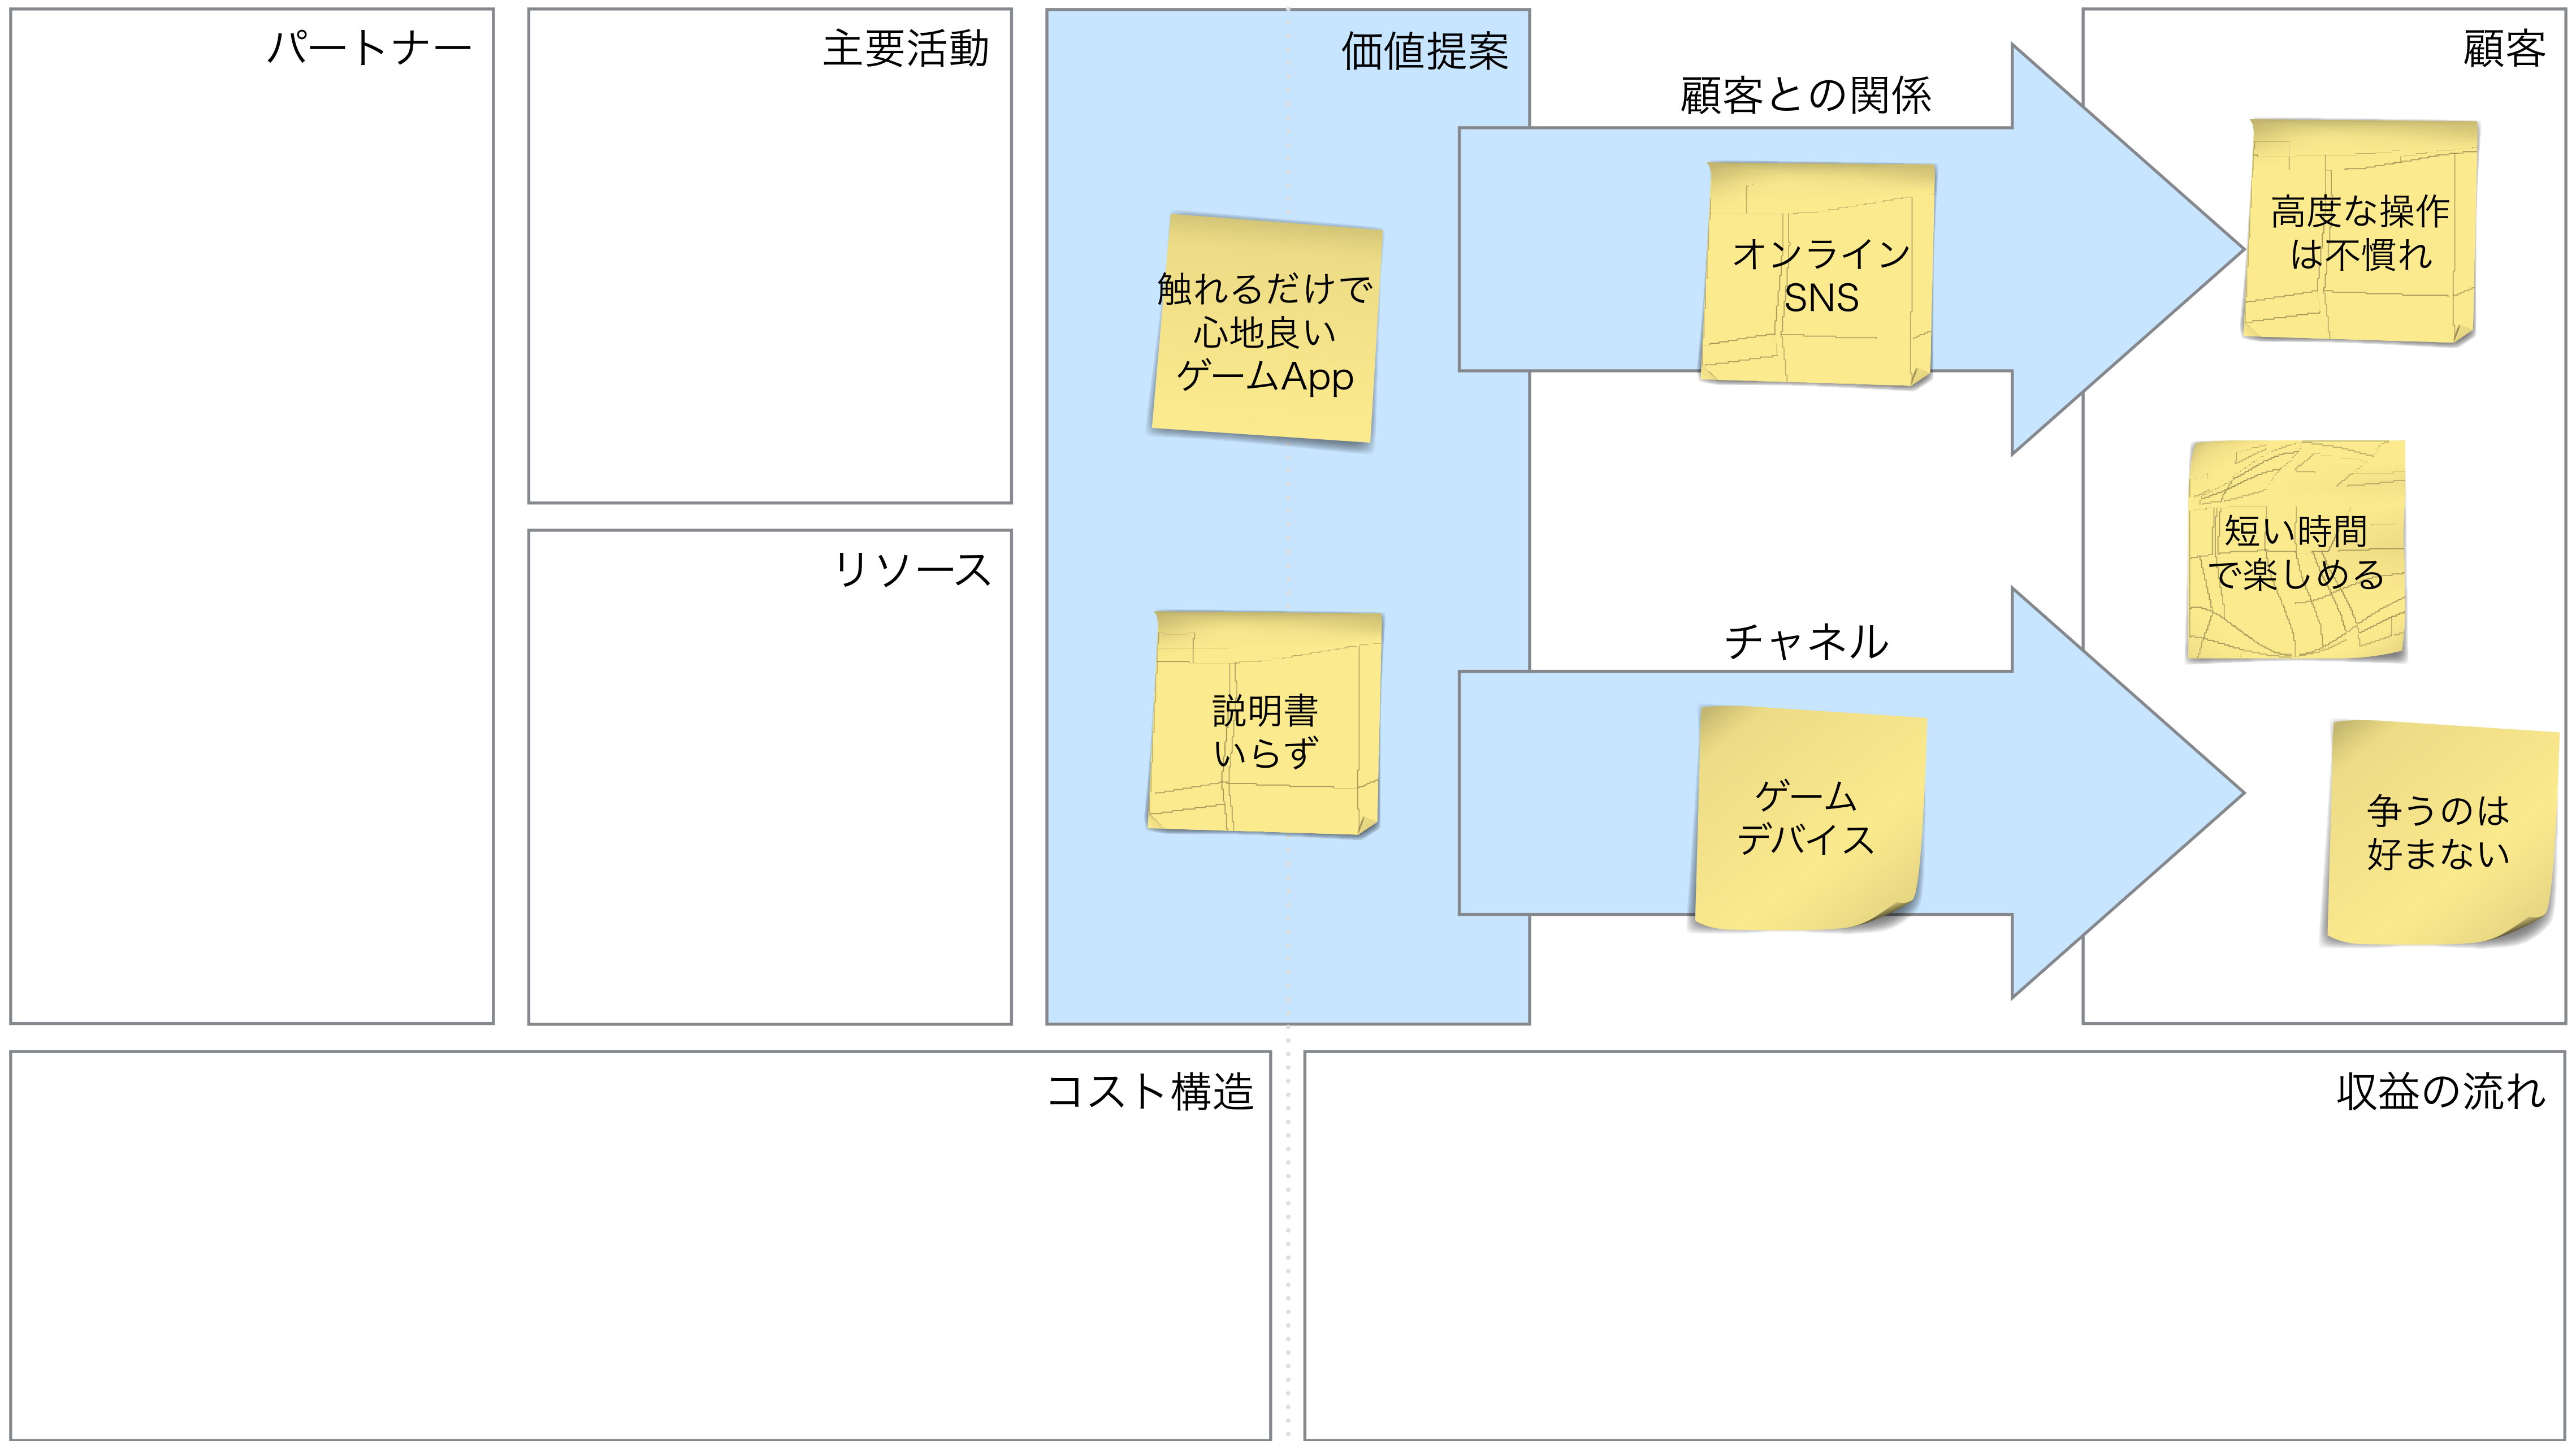 パートナー
主要活動
リソース
価値提案
触れるだけで
心地良い
ゲームApp
説明書
いらず
顧客との関係
オンライン
SNS
チャネル
ゲーム
デバイス
顧客
高度な操作
は不慣れ
短い時間
で楽しめる
争うのは
好まない
コスト構造
収益の流れ